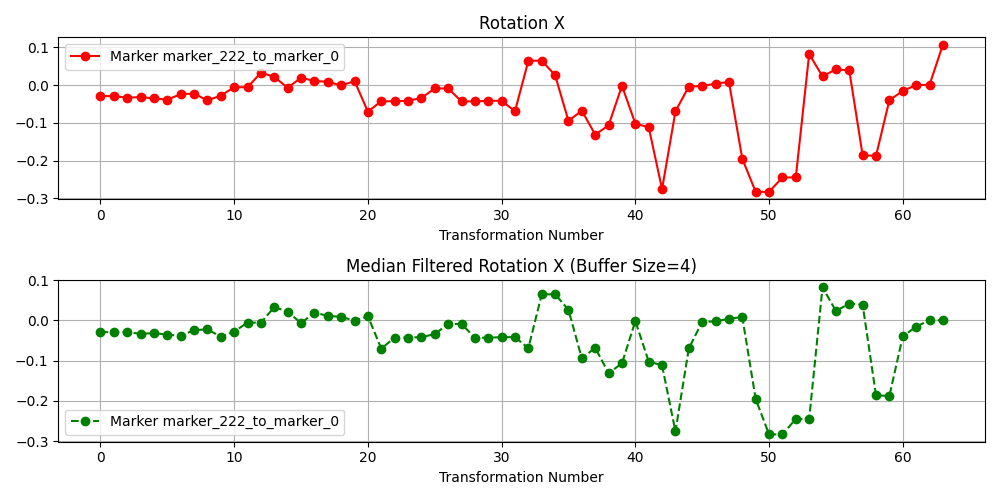 Rotation X
0.1
0.0
−0.1
−0.2
−0.3
Marker marker_222_to_marker_0
0 10 20 30 40 50 60
Transformation Number
Median Filtered Rotation X (Buffer Size=4)
0.1
0.0
−0.1
−0.2
−0.3
Marker marker_222_to_marker_0
0 10 20 30 40 50 60
Transformation Number